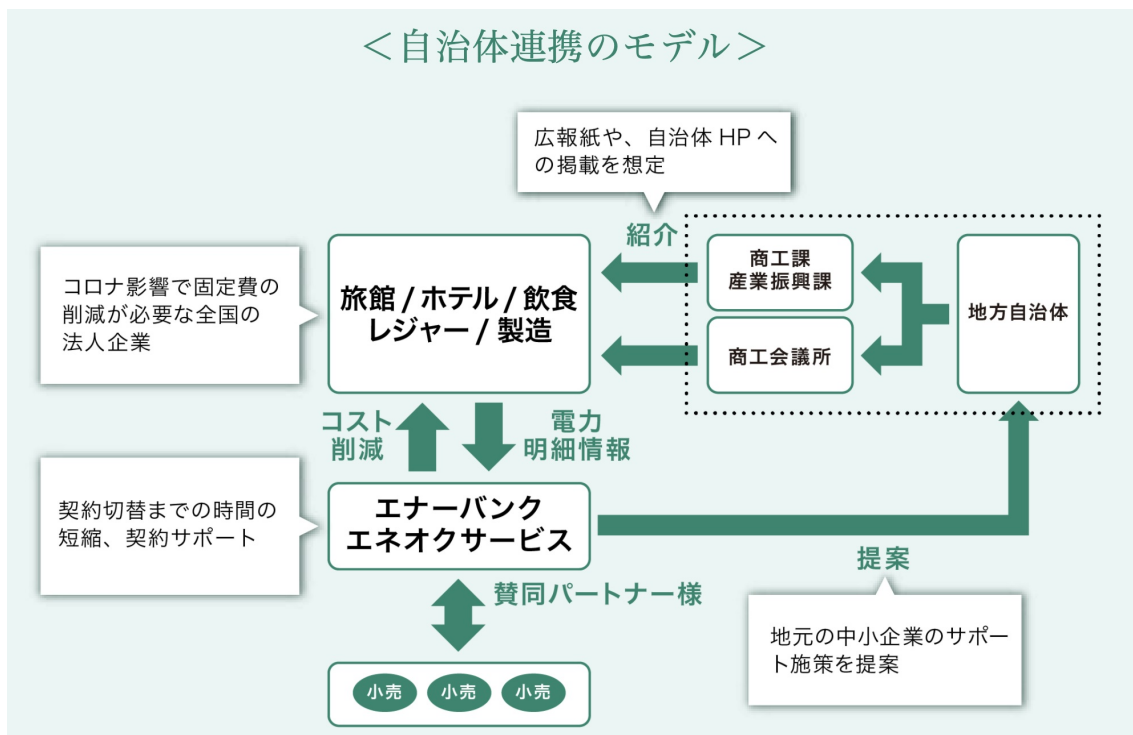 ＜自治体連携のモデル＞
広報紙や、自治体 HP へ
の掲載を想定
紹介
商工課
産業振興課
地方自治体
商工会議所
コロナ影響で固定費の
削減が必要な全国の
法人企業
旅館 / ホテル / 飲食
レジャー / 製造
コスト
削減
電力
明細情報
契約切替までの時間の
短縮、契約サポート
エナーバンク
エネオクサービス
提案
地元の中小企業のサポー
ト施策を提案
賛同パートナー様
小売 小売 小売